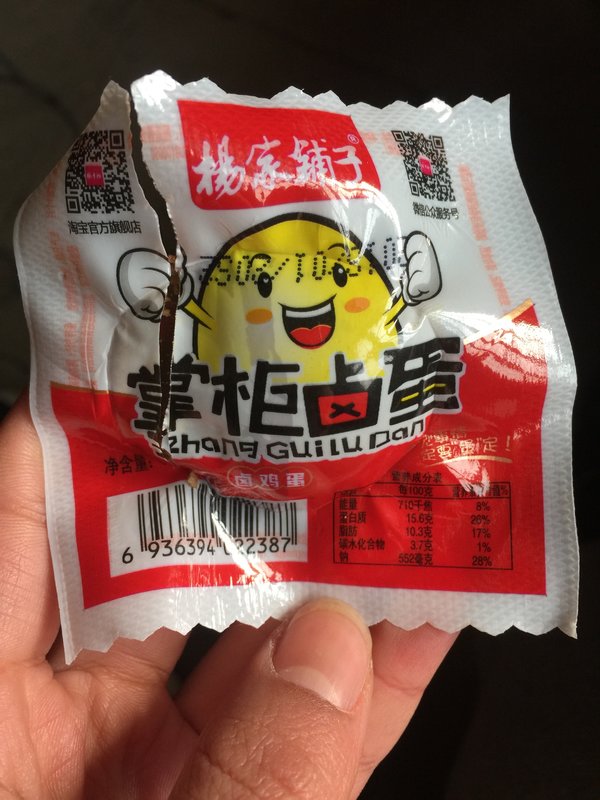 杨家铺子®
淘宝官方旗舰店
微信公众服务号
掌柜卤蛋
zhang Gui lu Dan
卤鸡蛋
定要蛋定!
净含量:
6 936394 022387
营养成分表
每100克
能量 710千焦 8%
蛋白质 15.6克 26%
脂肪 10.3克 17%
碳水化合物 3.7克 1%
钠 552毫克 28%